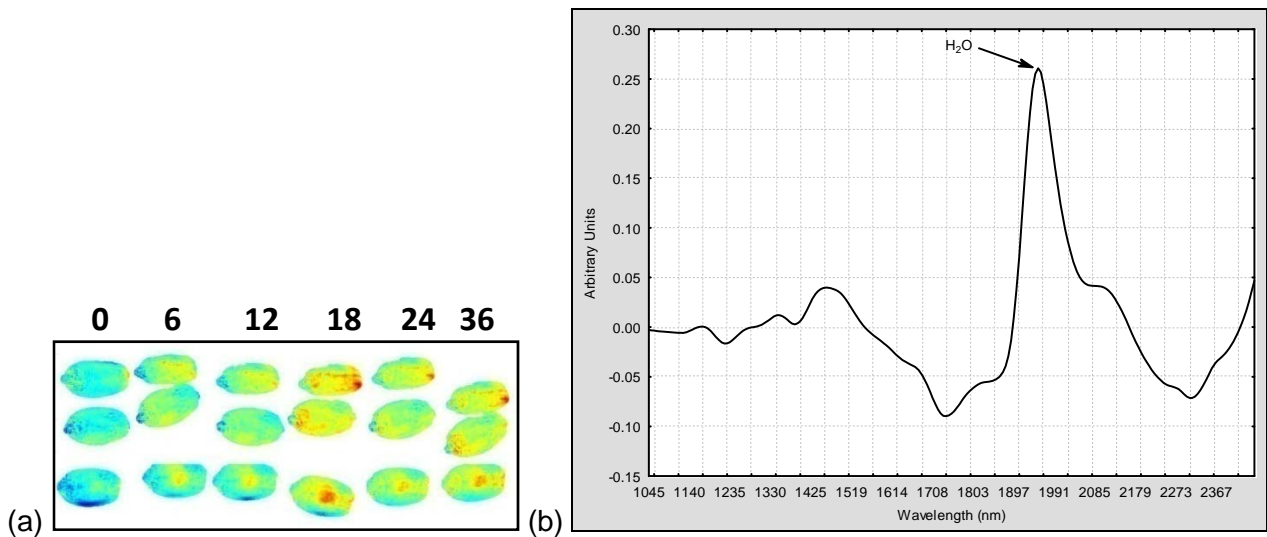 0 6 12 18 24 36
(a)
(b)
0.30
0.25
0.20
0.15
0.10
0.05
0.00
-0.05
-0.10
-0.15
Arbitrary Units
H₂O
1045 1140 1235 1330 1425 1519 1614 1708 1803 1897 1991 2085 2179 2273 2367
Wavelength (nm)